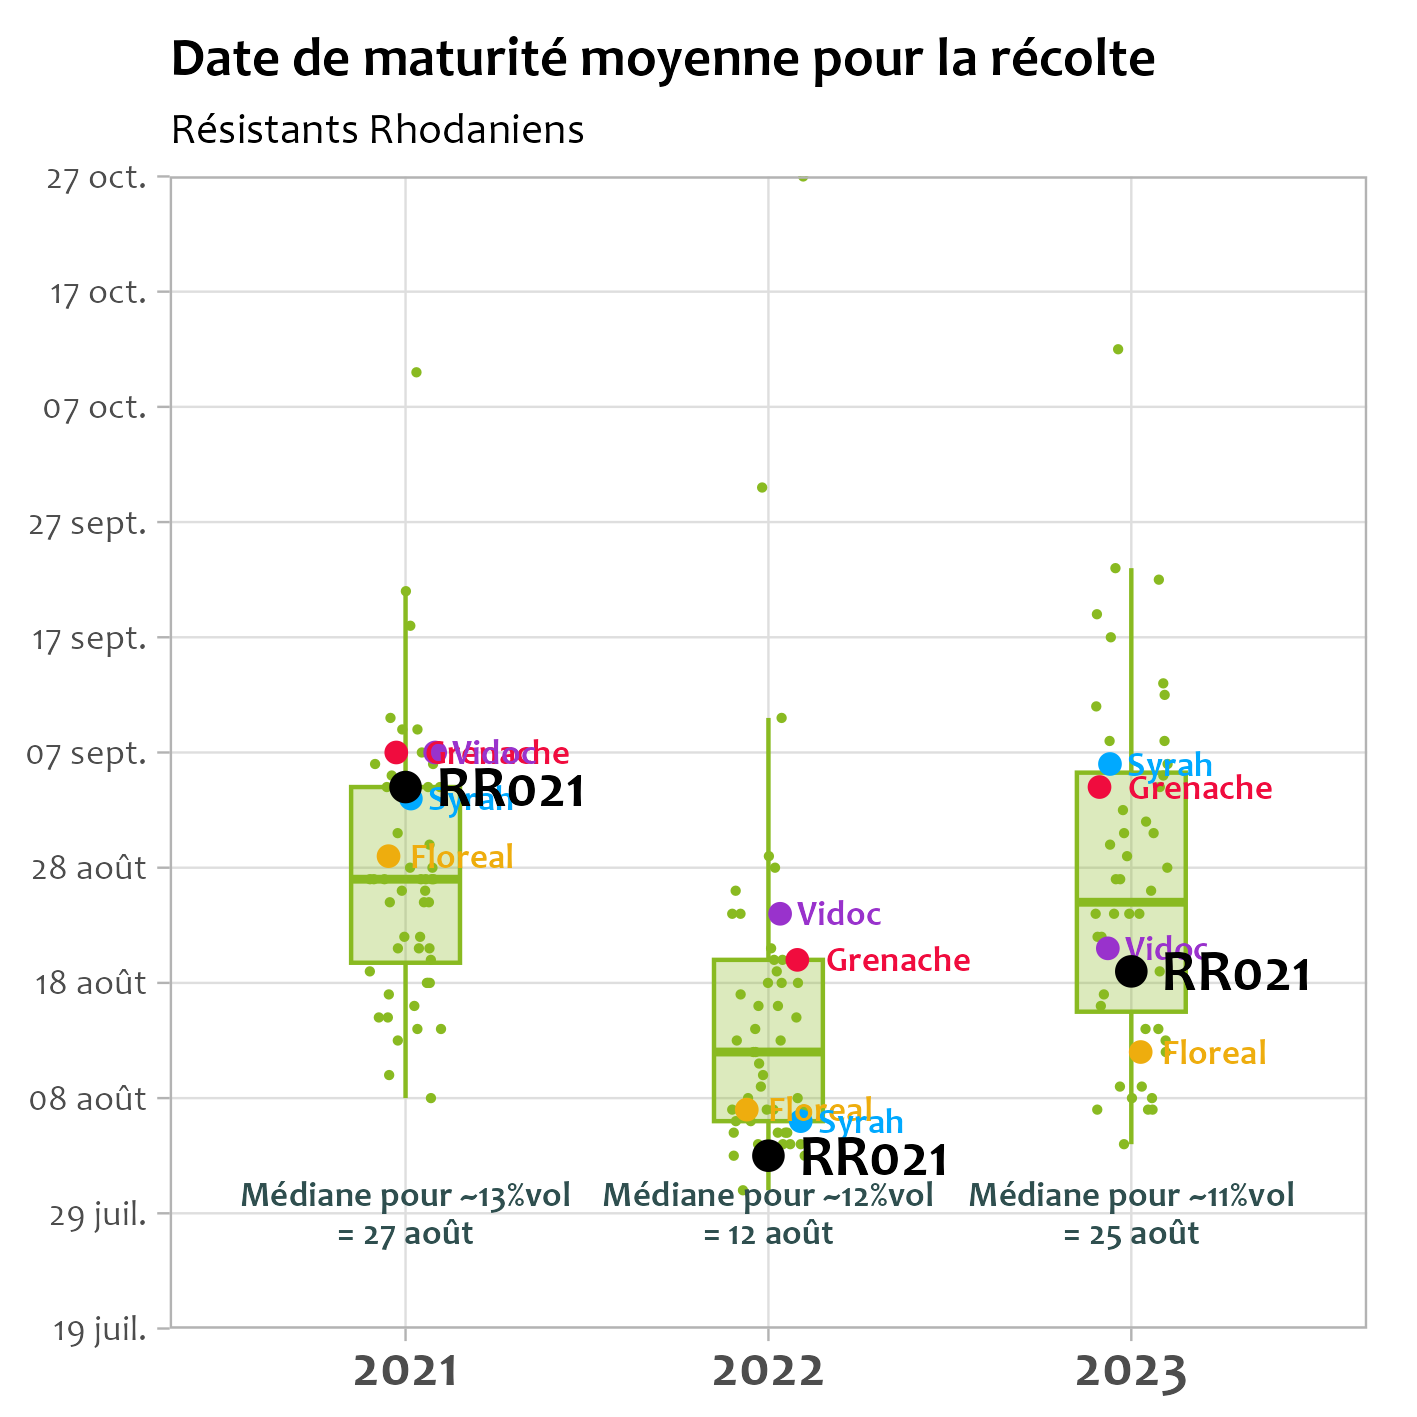 Date de maturité moyenne pour la récolte
Résistants Rhodaniens
27 oct.
17 oct.
07 oct.
27 sept.
17 sept.
07 sept.
28 août
18 août
08 août
29 juil.
19 juil.
Grenache
Vidoc
RR021
Syrah
Floreal
Vidoc
Grenache
Floreal
Syrah
RR021
Syrah
Grenache
Vidoc
RR021
Floreal
Médiane pour ~13%vol
= 27 août
Médiane pour ~12%vol
= 12 août
Médiane pour ~11%vol
= 25 août
2021
2022
2023